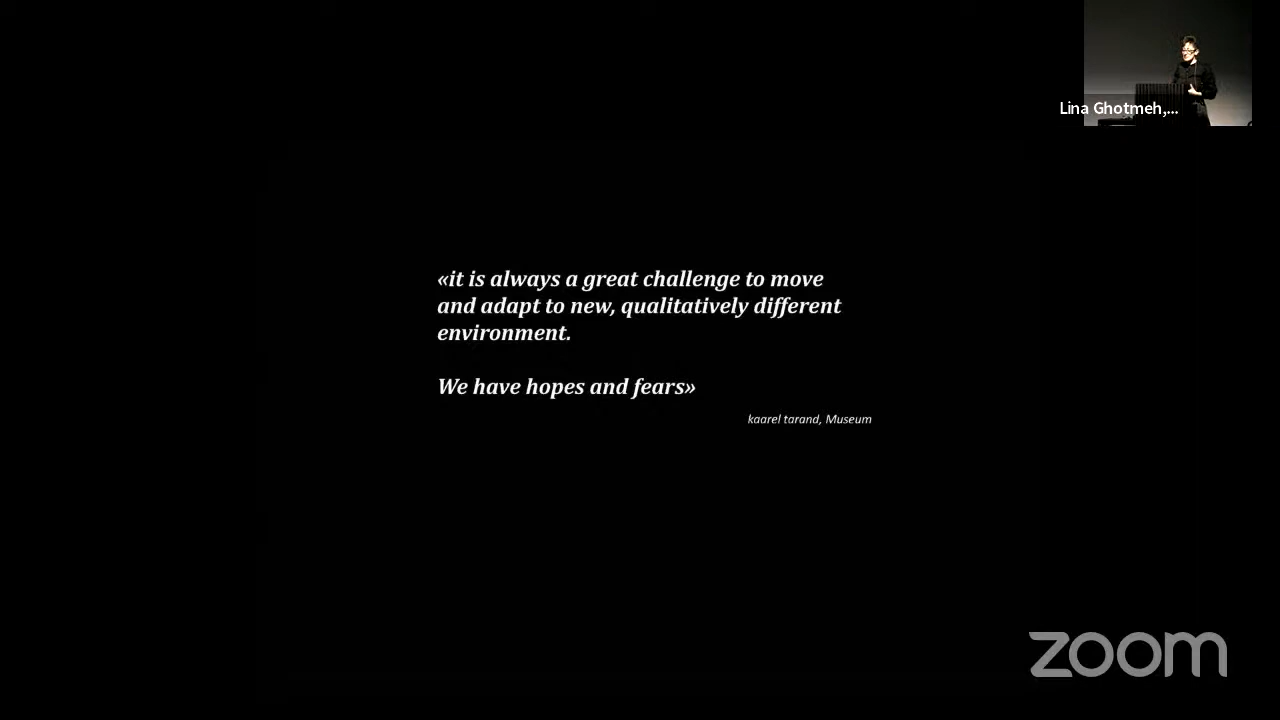 Lina Ghotmeh,...
«it is always a great challenge to move
and adapt to new, qualitatively different
environment.
We have hopes and fears»
kaarel tarand, Museum
zoom